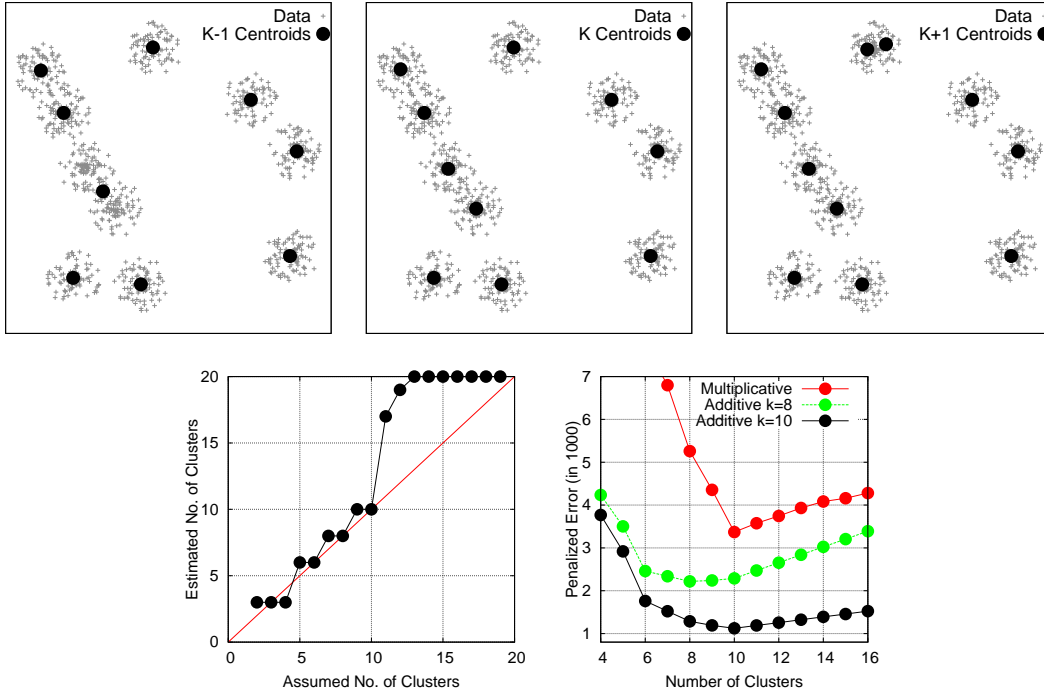 Data
K-1 Centroids
Data
K Centroids
Data
K+1 Centroids
20
15
10
5
0
0
5
10
15
20
Estimated No. of Clusters
Assumed No. of Clusters
7
6
5
4
3
2
1
4
6
8
10
12
14
16
Penalized Error (in 1000)
Number of Clusters
Multiplicative
Additive k=8
Additive k=10